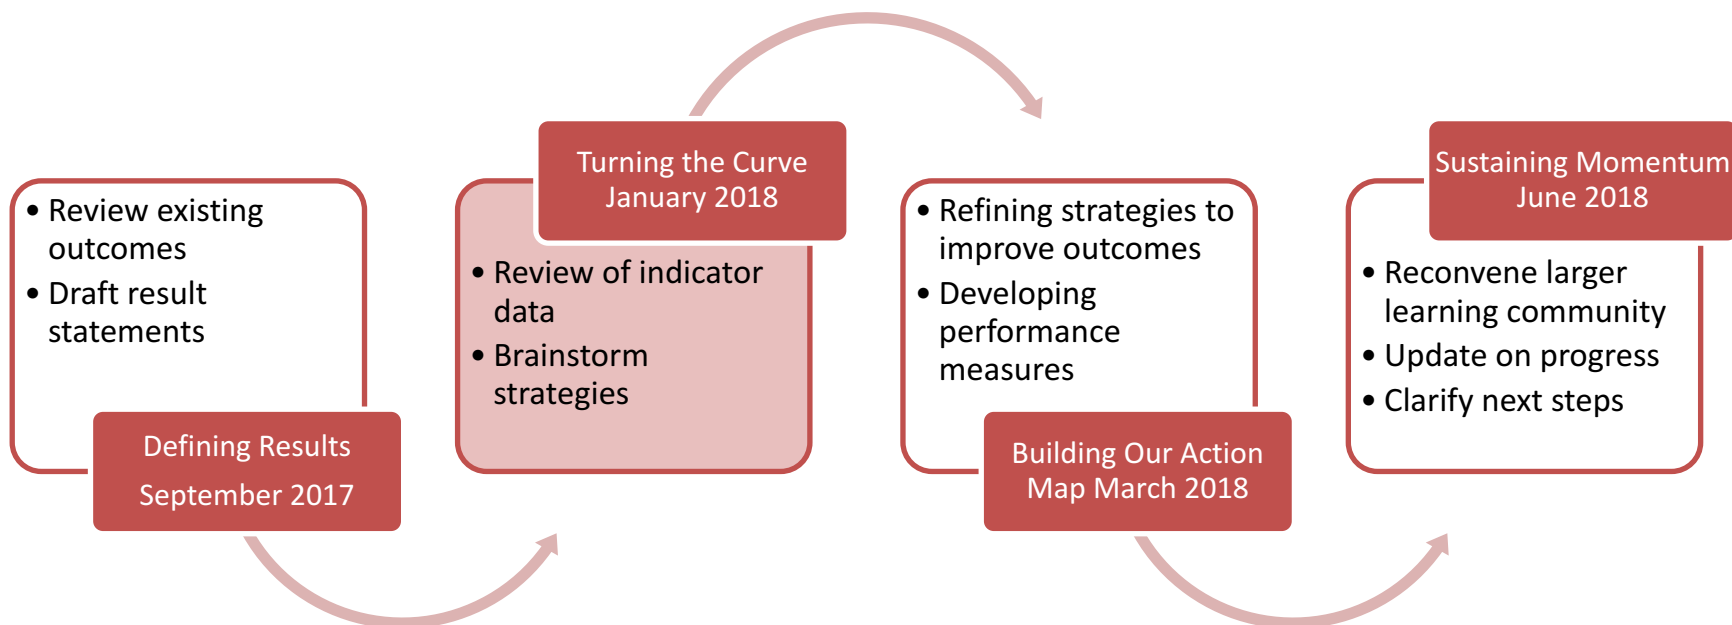 • Review existing
outcomes
• Draft result
statements
Defining Results
September 2017
Turning the Curve
January 2018
• Review of indicator
data
• Brainstorm
strategies
• Refining strategies to
improve outcomes
• Developing
performance
measures
Building Our Action
Map March 2018
Sustaining Momentum
June 2018
• Reconvene larger
learning community
• Update on progress
• Clarify next steps